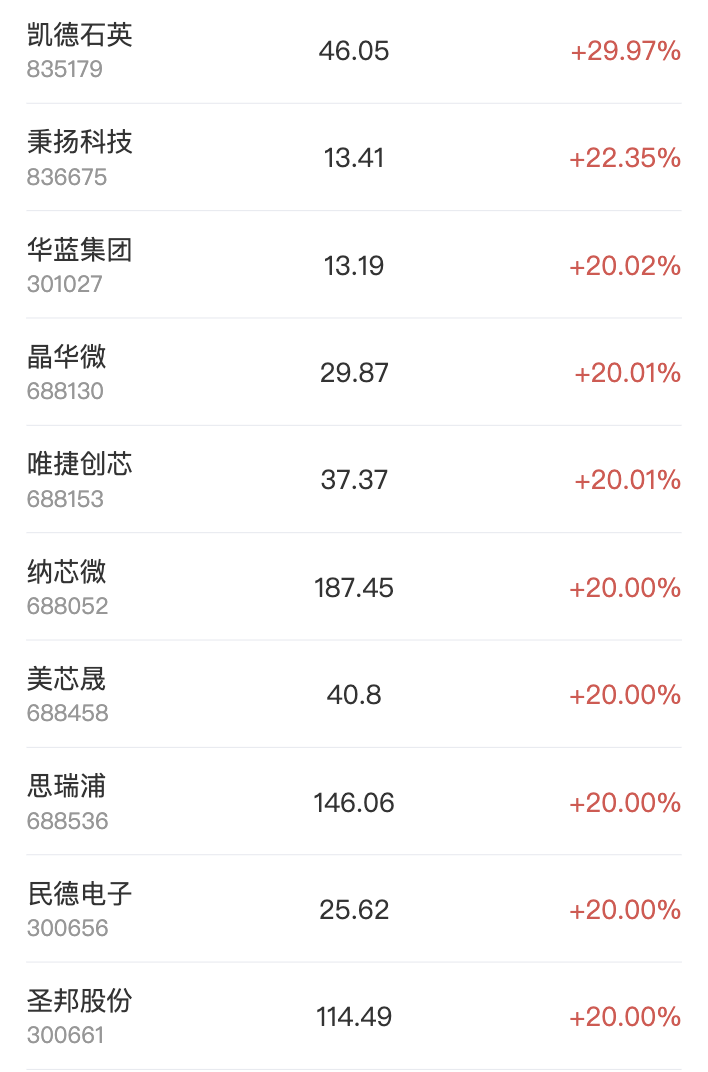 凯德石英 46.05 +29.97%
835179
秉扬科技 13.41 +22.35%
836675
华蓝集团 13.19 +20.02%
301027
晶华微 29.87 +20.01%
688130
唯捷创芯 37.37 +20.01%
688153
纳芯微 187.45 +20.00%
688052
美芯晟 40.8 +20.00%
688458
思瑞浦 146.06 +20.00%
688536
民德电子 25.62 +20.00%
300656
圣邦股份 114.49 +20.00%
300661